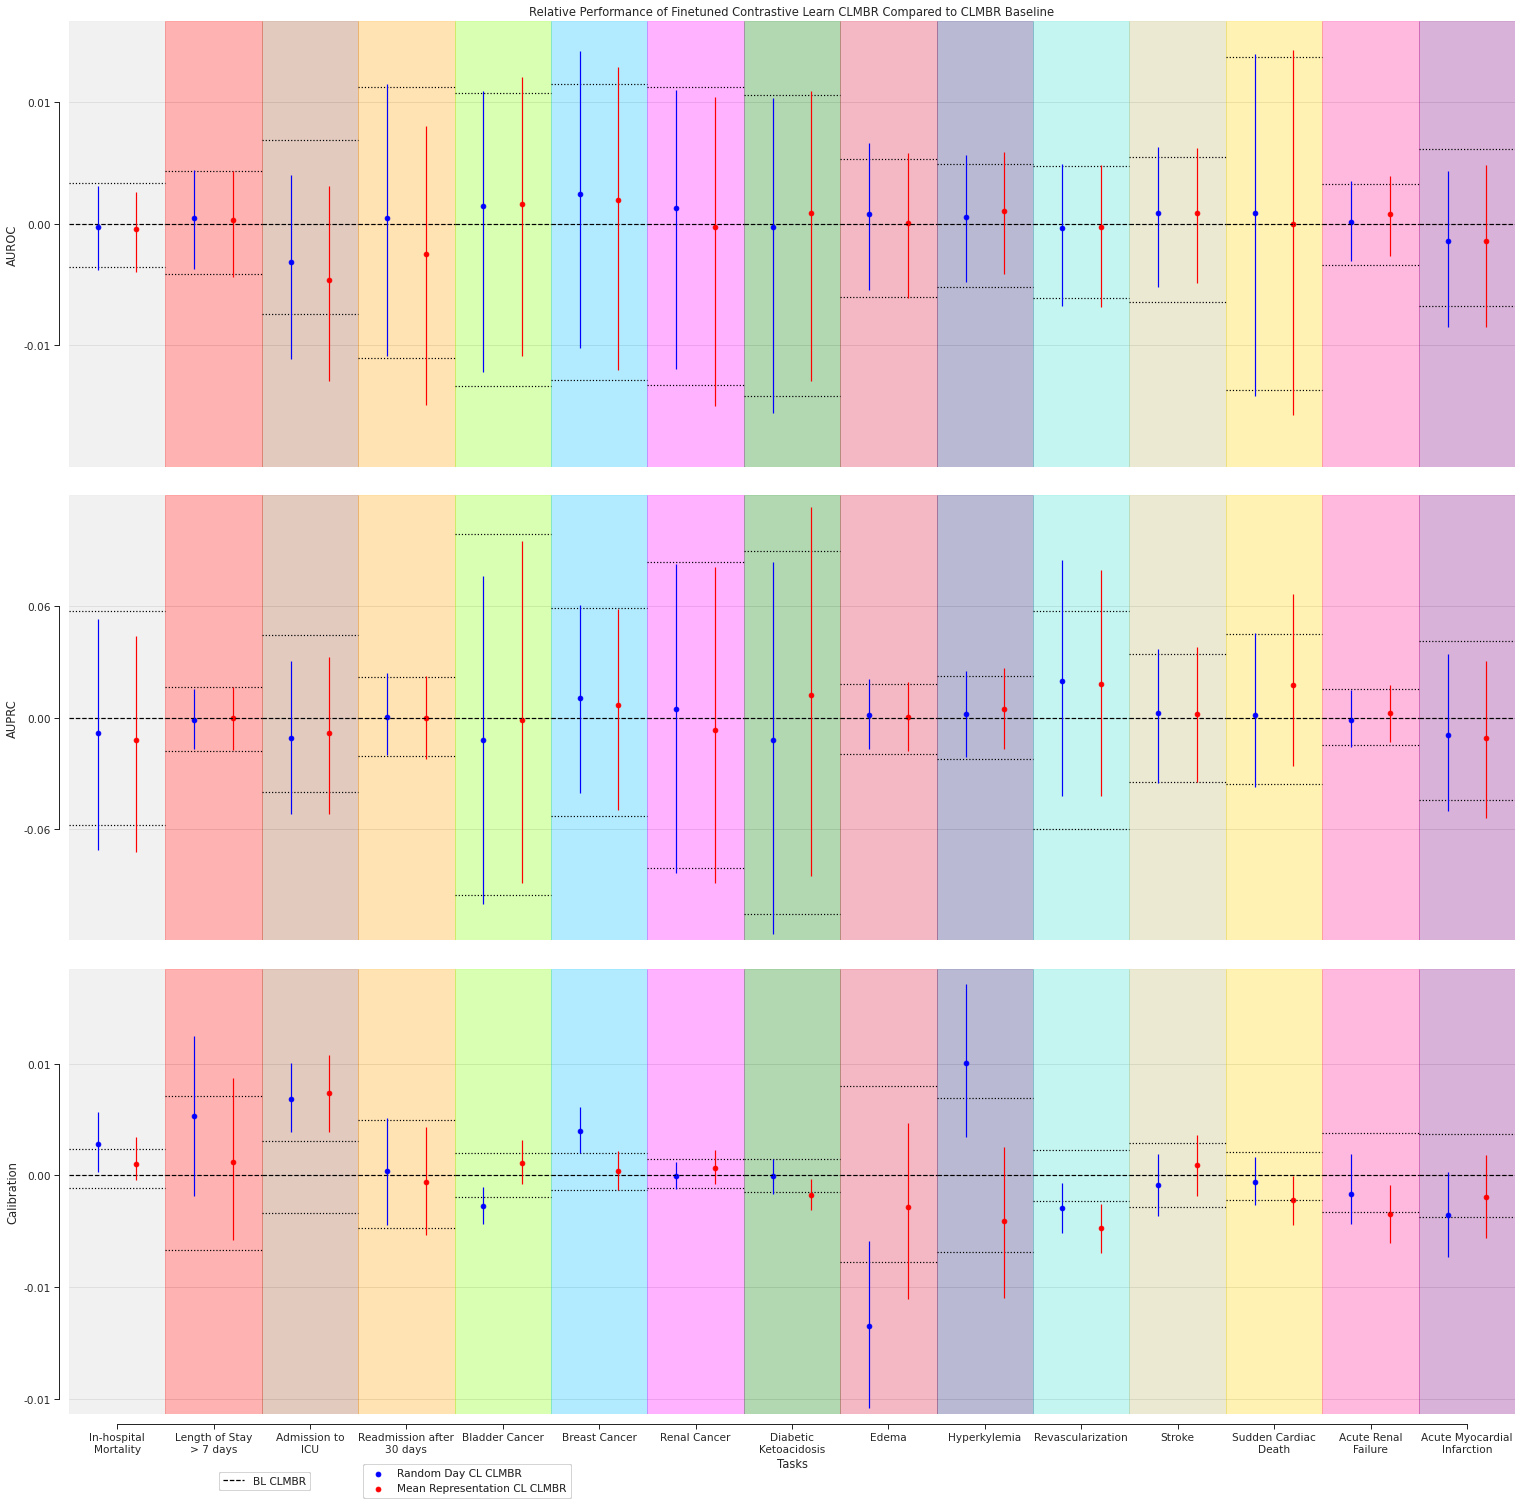 Relative Performance of Finetuned Contrastive Learn CLMBR Compared to CLMBR Baseline
0.01
0.00
-0.01
AUROC
0.06
0.00
-0.06
AUPRC
0.01
0.00
-0.01
-0.01
Calibration
In-hospital
Mortality
Length of Stay
> 7 days
Admission to
ICU
Readmission after
30 days
Bladder Cancer
Breast Cancer
Renal Cancer
Diabetic
Ketoacidosis
Edema
Hyperkylemia
Revascularization
Stroke
Sudden Cardiac
Death
Acute Renal
Failure
Acute Myocardial
Infarction
Tasks
BL CLMBR
Random Day CL CLMBR
Mean Representation CL CLMBR